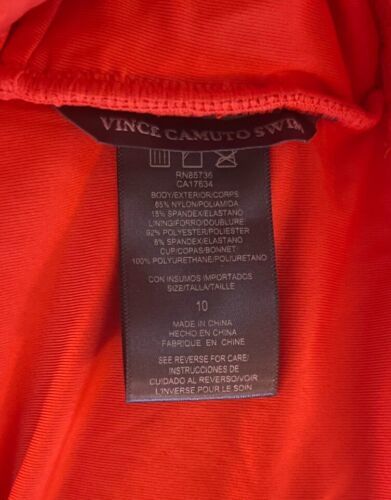 VINCE CAMUTO SWIM
RN85736
CA17634
BODY/EXTERIOR/CORPS
85% NYLON/POLIAMIDA
15% SPANDEX/ELASTANO
LINING/FORRO/DOUBLURE
92% POLYESTER/POLIESTER
8% SPANDEX/ELASTANO
CUP/COPAS/BONNET
100% POLYURETHANE/POLIURETANO
CON INSUMOS IMPORTADOS
SIZE/TALLA/TAILLE
10
MADE IN CHINA
HECHO EN CHINA
FABRIQUE EN CHINE
SEE REVERSE FOR CARE/
INSTRUCCIONES DE
CUIDADO AL REVERSO/VOIR
L'INVERSE POUR LE SOIN